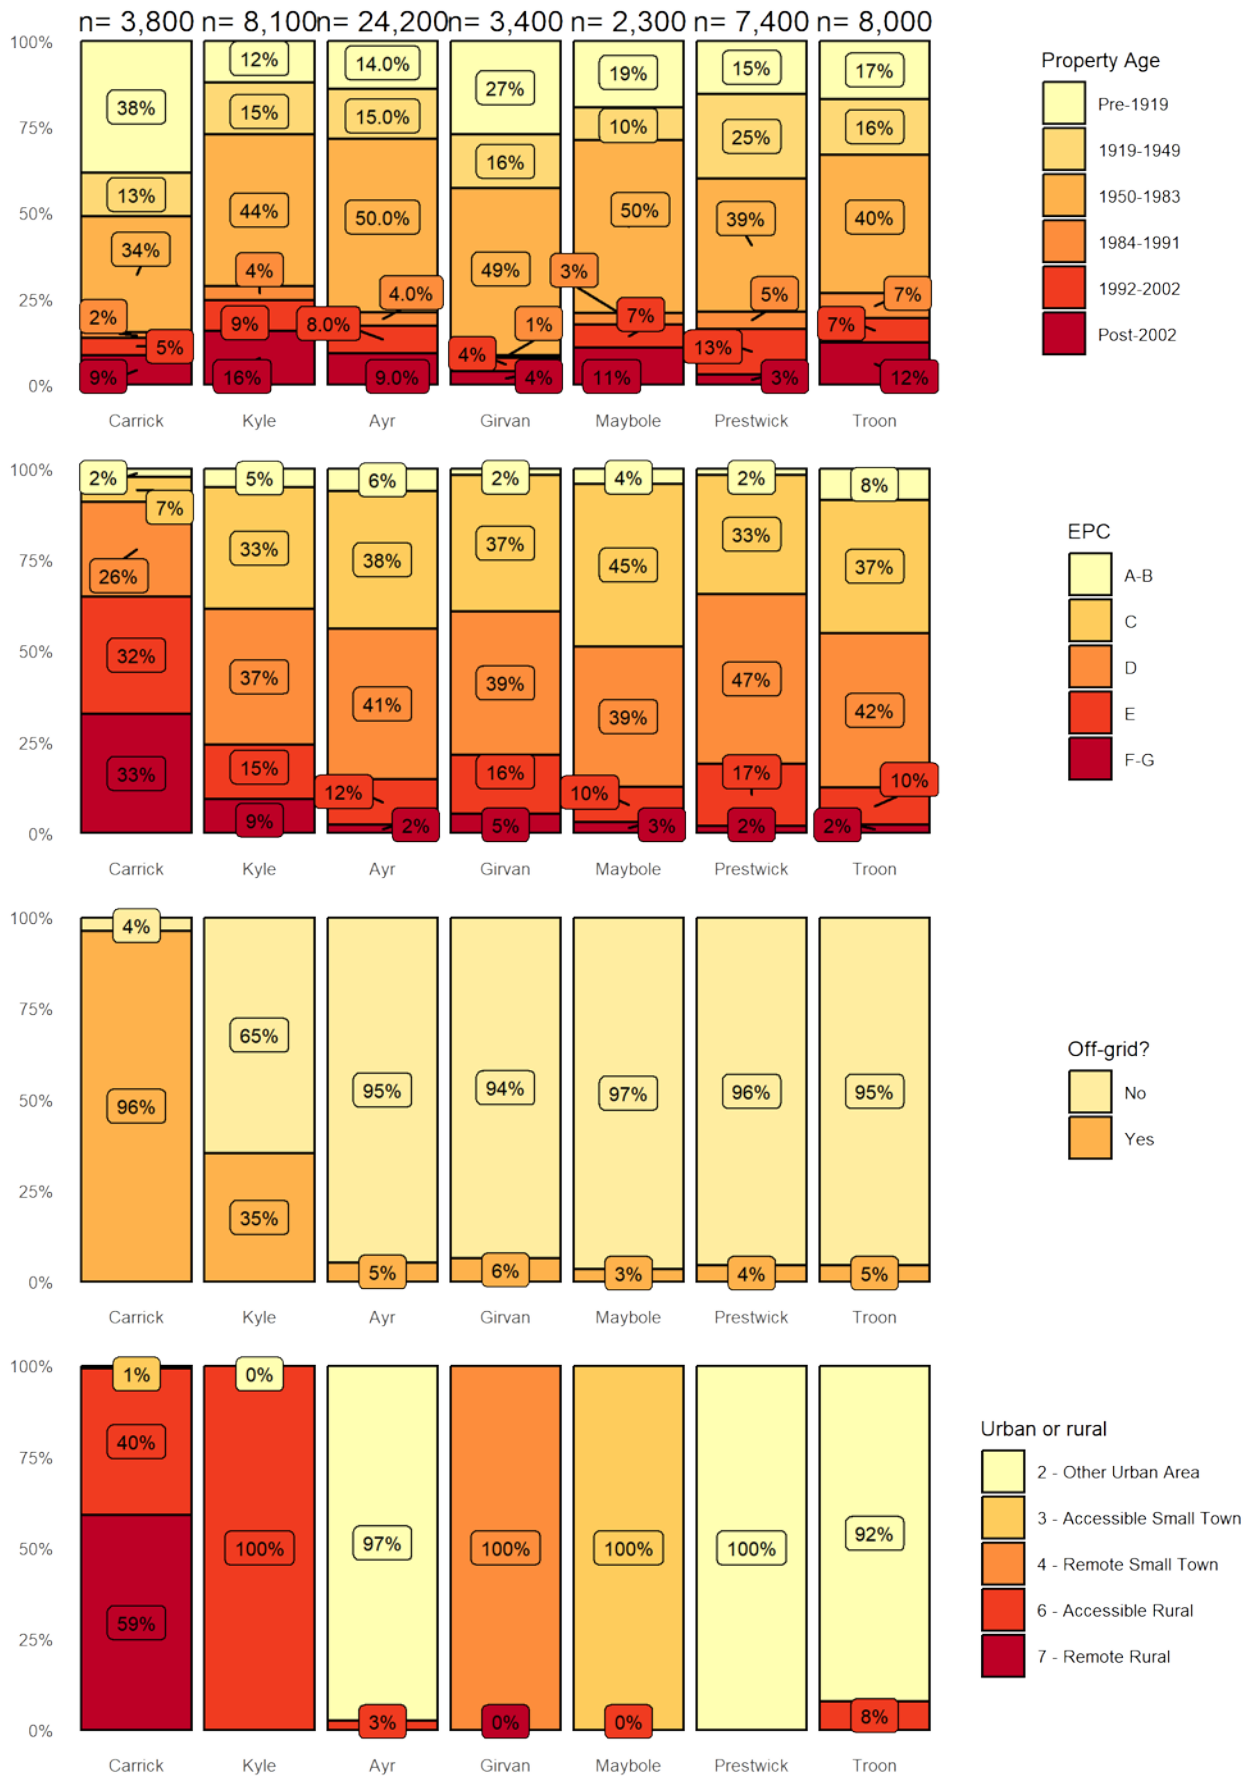 n= 3,800 n= 8,100 n= 24,200 n= 3,400 n= 2,300 n= 7,400 n= 8,000
100%
75%
50%
25%
0%
38% 12% 14.0% 27% 19% 15% 17%
13% 15% 15.0% 16% 10% 25% 16%
34% 44% 50.0% 49% 50% 39% 40%
2% 4% 4.0% 1% 3% 5% 7%
5% 9% 8.0% 4% 7% 13% 7%
9% 16% 9.0% 4% 11% 3% 12%
Carrick Kyle Ayr Girvan Maybole Prestwick Troon
Property Age
Pre-1919
1919-1949
1950-1983
1984-1991
1992-2002
Post-2002
100%
75%
50%
25%
0%
2% 5% 6% 2% 4% 2% 8%
7% 33% 38% 37% 45% 33% 37%
26% 37% 41% 39% 39% 47% 42%
32% 15% 12% 16% 10% 17% 10%
33% 9% 2% 5% 3% 2% 2%
Carrick Kyle Ayr Girvan Maybole Prestwick Troon
EPC
A-B
C
D
E
F-G
100%
75%
50%
25%
0%
4% 65% 95% 94% 97% 96% 95%
96% 35% 5% 6% 3% 4% 5%
Carrick Kyle Ayr Girvan Maybole Prestwick Troon
Off-grid?
No
Yes
100%
75%
50%
25%
0%
1% 0%
40% 100% 97% 100% 100% 100% 92%
59% 3% 0% 0% 8%
Carrick Kyle Ayr Girvan Maybole Prestwick Troon
Urban or rural
2 - Other Urban Area
3 - Accessible Small Town
4 - Remote Small Town
6 - Accessible Rural
7 - Remote Rural